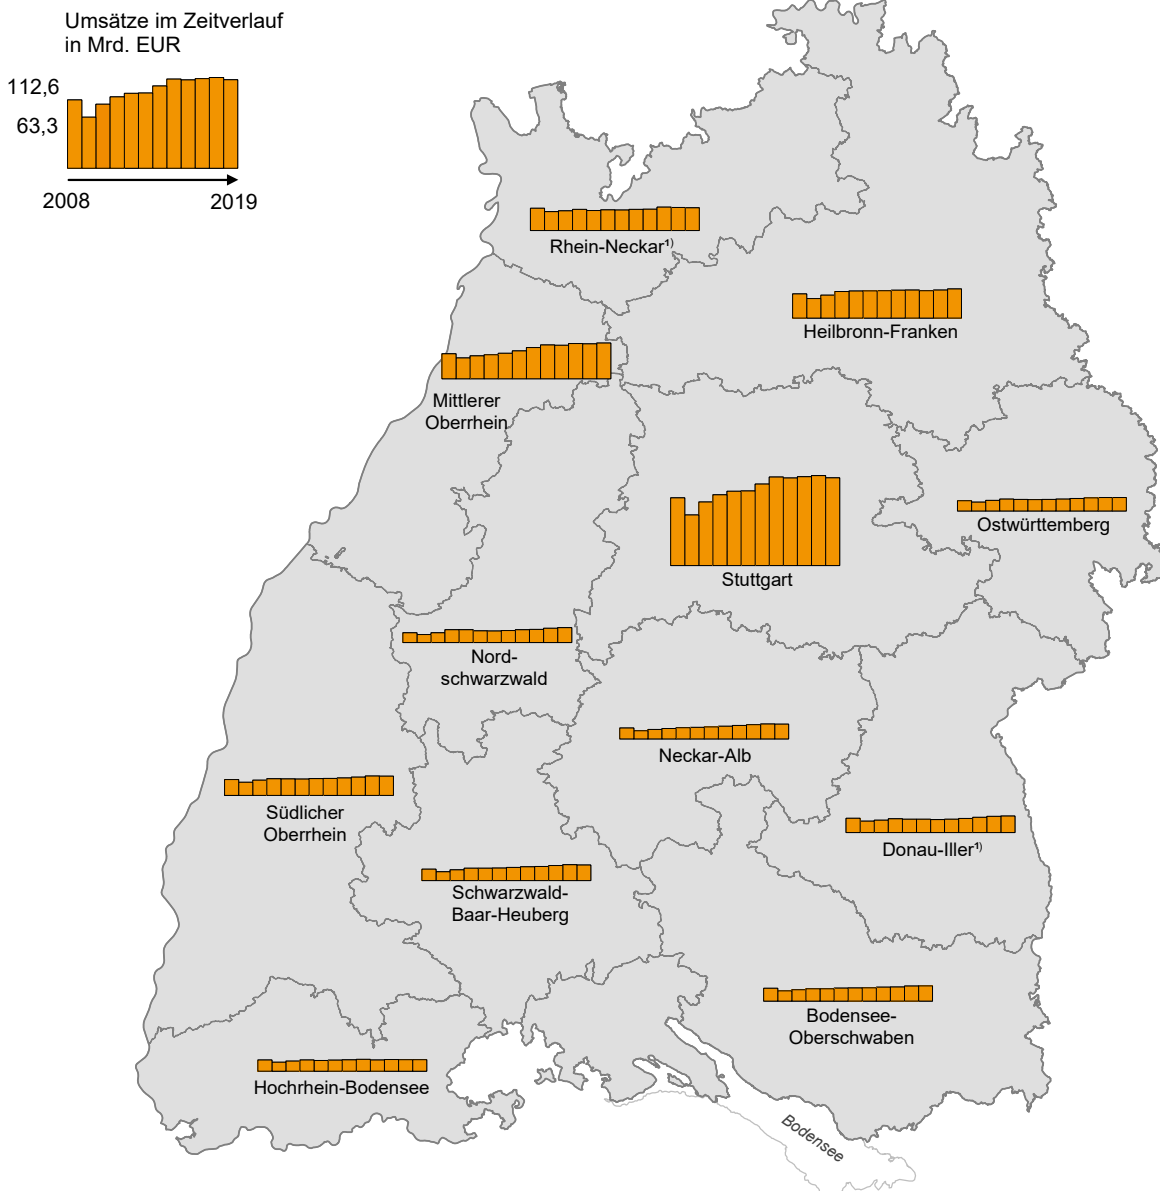 Umsätze im Zeitverlauf
in Mrd. EUR
112,6
63,3
2008
2019
Rhein-Neckar¹⁾
Heilbronn-Franken
Mittlerer
Oberrhein
Ostwürttemberg
Stuttgart
Nord-
schwarzwald
Neckar-Alb
Südlicher
Oberrhein
Donau-Iller¹⁾
Schwarzwald-
Baar-Heuberg
Bodensee-
Oberschwaben
Hochrhein-Bodensee
Bodensee